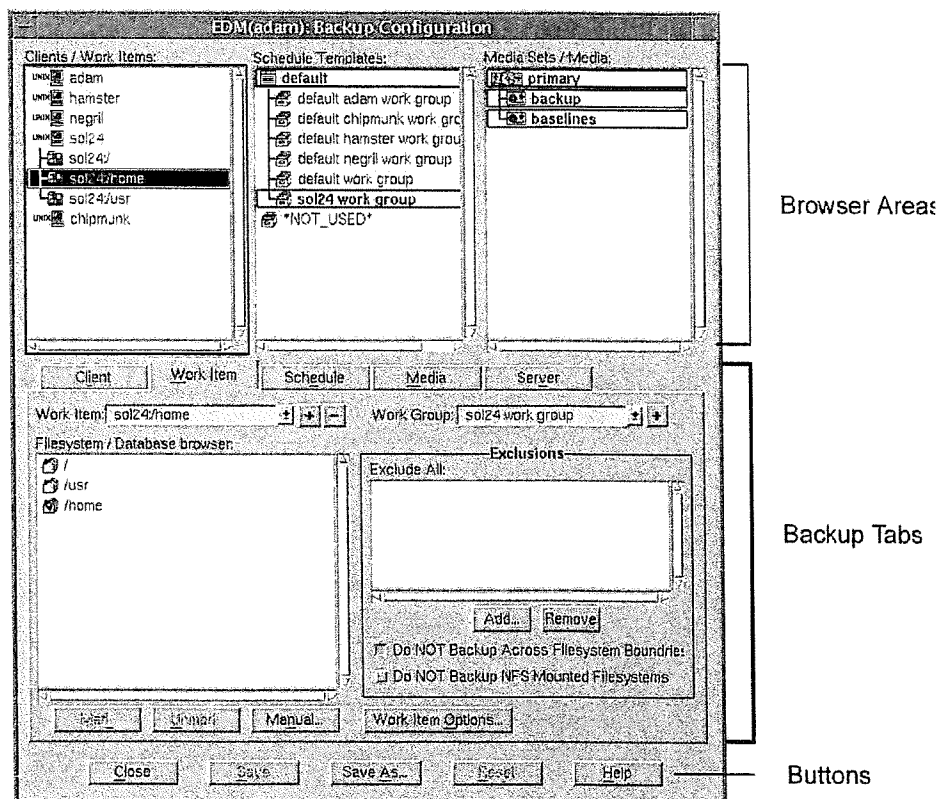 EDM(adam): Backup Configuration
Clients / Work Items:
UNIX adam
UNIX hamster
UNIX negril
UNIX sol24
sol24:/
sol24:/home
sol24:/usr
UNIX chipmunk
Schedule Templates:
default
default adam work group
default chipmunk work grc
default hamster work grou
default negril work group
default work group
sol24 work group
*NOT_USED*
Media Sets / Media:
primary
backup
baselines
Browser Areas
Client
Work Item
Schedule
Media
Server
Work Item: sol24:/home
Work Group: sol24 work group
Filesystem / Database browser:
/
/usr
/home
Exclusions
Exclude All:
Add...
Remove
Do NOT Backup Across Filesystem Boundries
Do NOT Backup NFS Mounted Filesystems
Mark
Unmark
Manual...
Work Item Options...
Backup Tabs
Close
Save
Save As...
Reset
Help
Buttons